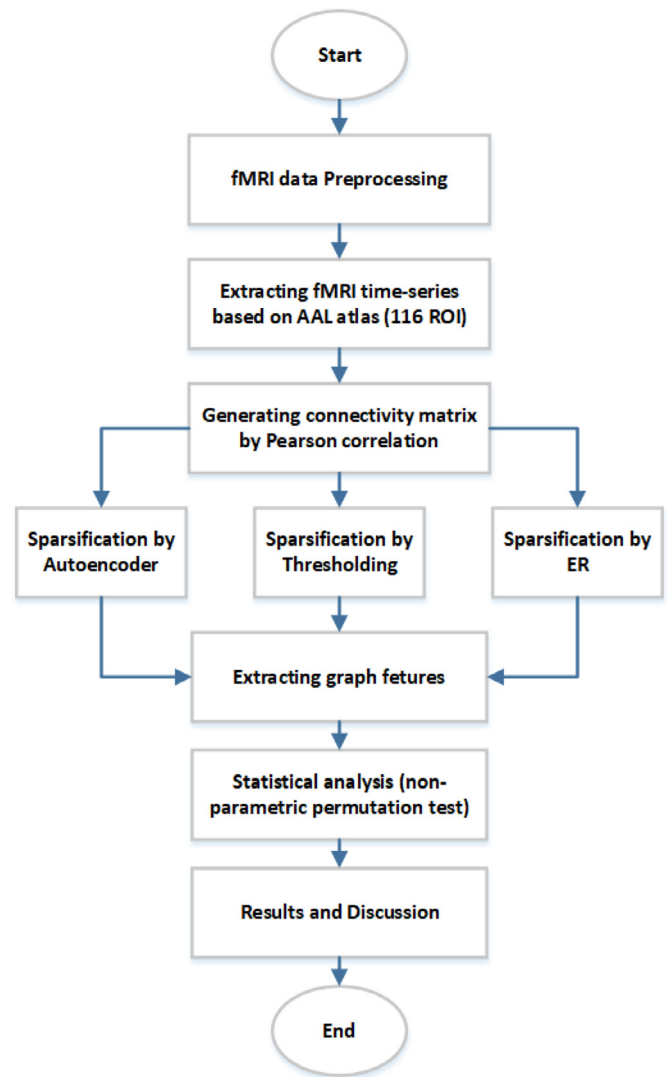 Start
fMRI data Preprocessing
Extracting fMRI time-series
based on AAL atlas (116 ROI)
Generating connectivity matrix
by Pearson correlation
Sparsification by
Autoencoder
Sparsification by
Thresholding
Sparsification by
ER
Extracting graph fetures
Statistical analysis (non-
parametric permutation test)
Results and Discussion
End